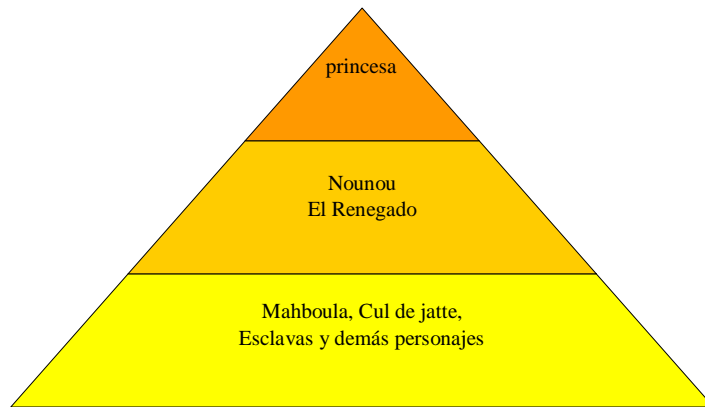 princesa
Nounou
El Renegado
Mahboula, Cul de jatte,
Esclavas y demás personajes